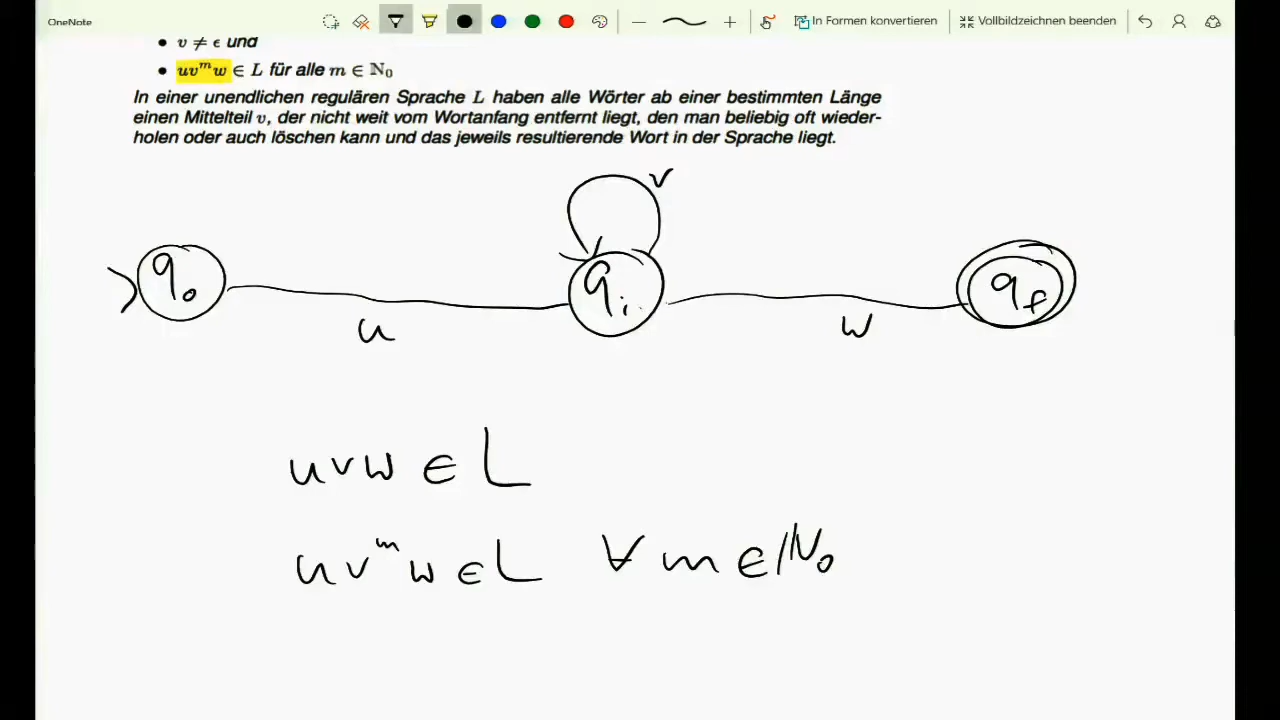 OneNote
In Formen konvertieren
Vollbildzeichnen beenden
• v ≠ ϵ und
• uvᵐw ∈ L für alle m ∈ ℕ₀
In einer unendlichen regulären Sprache L haben alle Wörter ab einer bestimmten Länge
einen Mittelteil v, der nicht weit vom Wortanfang entfernt liegt, den man beliebig oft wieder-
holen oder auch löschen kann und das jeweils resultierende Wort in der Sprache liegt.
v
q₀ qᵢ q_f
u w
uvw ∈ L
uvᵐw ∈ L ∀ m ∈ ℕ₀